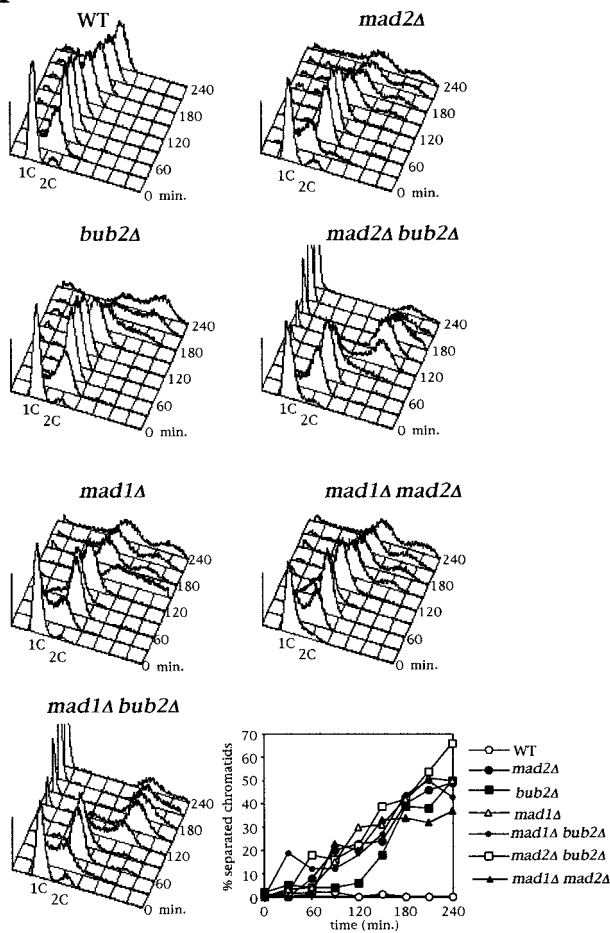 WT
240
180
120
60
0 min.
1C
2C
mad2Δ
240
180
120
60
0 min.
1C
2C
bub2Δ
240
180
120
60
0 min.
1C
2C
mad2Δ bub2Δ
240
180
120
60
0 min.
1C
2C
mad1Δ
240
180
120
60
0 min.
1C
2C
mad1Δ mad2Δ
240
180
120
60
0 min.
1C
2C
mad1Δ bub2Δ
240
180
120
60
0 min.
1C
2C
% separated chromatids
70
60
50
40
30
20
10
0
0 60 120 180 240
time (min.)
WT
mad2Δ
bub2Δ
mad1Δ
mad1Δ bub2Δ
mad2Δ bub2Δ
mad1Δ mad2Δ